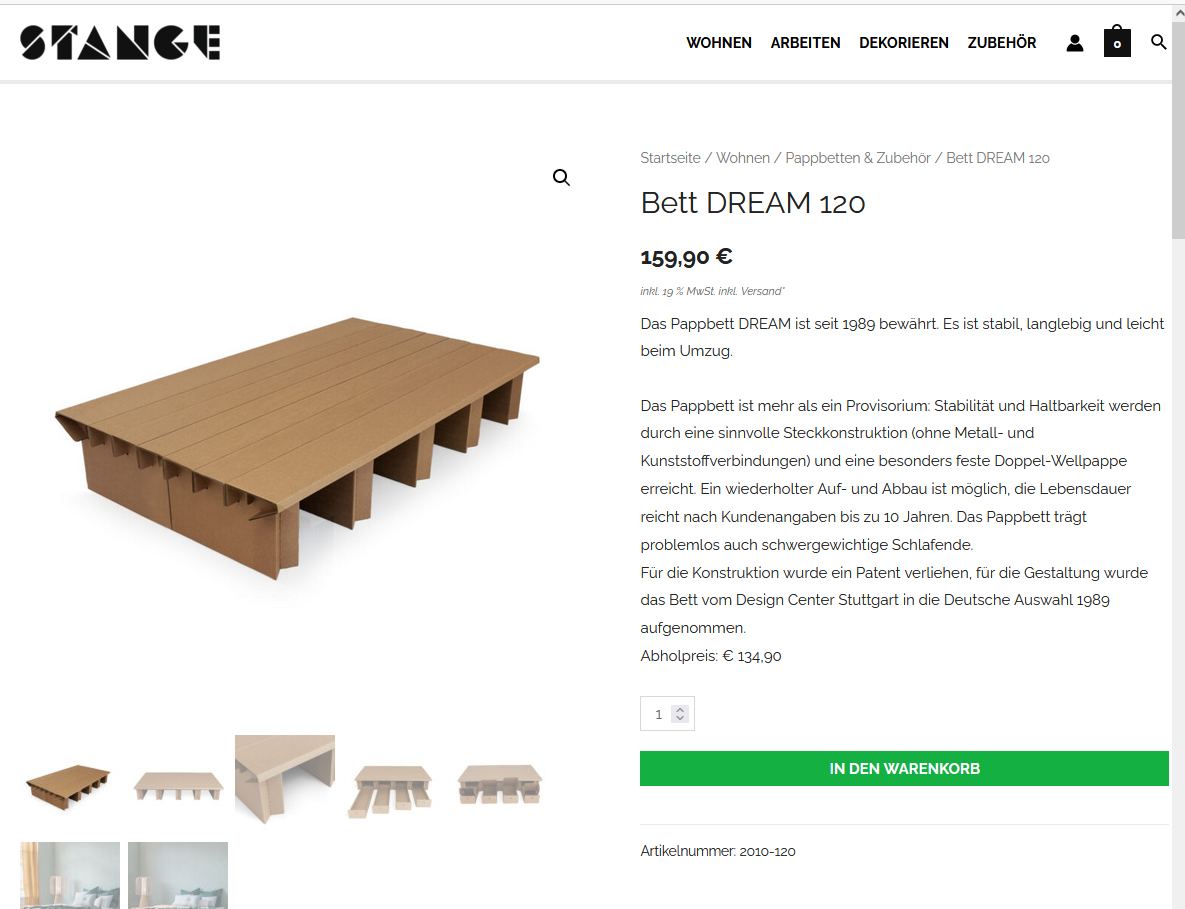 STANGE
WOHNEN ARBEITEN DEKORIEREN ZUBEHÖR
0
Startseite / Wohnen / Pappbetten & Zubehör / Bett DREAM 120
Bett DREAM 120
159,90 €
inkl. 19 % MwSt. inkl. Versand*
Das Pappbett DREAM ist seit 1989 bewährt. Es ist stabil, langlebig und leicht
beim Umzug.
Das Pappbett ist mehr als ein Provisorium: Stabilität und Haltbarkeit werden
durch eine sinnvolle Steckkonstruktion (ohne Metall- und
Kunststoffverbindungen) und eine besonders feste Doppel-Wellpappe
erreicht. Ein wiederholter Auf- und Abbau ist möglich, die Lebensdauer
reicht nach Kundenangaben bis zu 10 Jahren. Das Pappbett trägt
problemlos auch schwergewichtige Schlafende.
Für die Konstruktion wurde ein Patent verliehen, für die Gestaltung wurde
das Bett vom Design Center Stuttgart in die Deutsche Auswahl 1989
aufgenommen.
Abholpreis: € 134,90
1
IN DEN WARENKORB
Artikelnummer: 2010-120